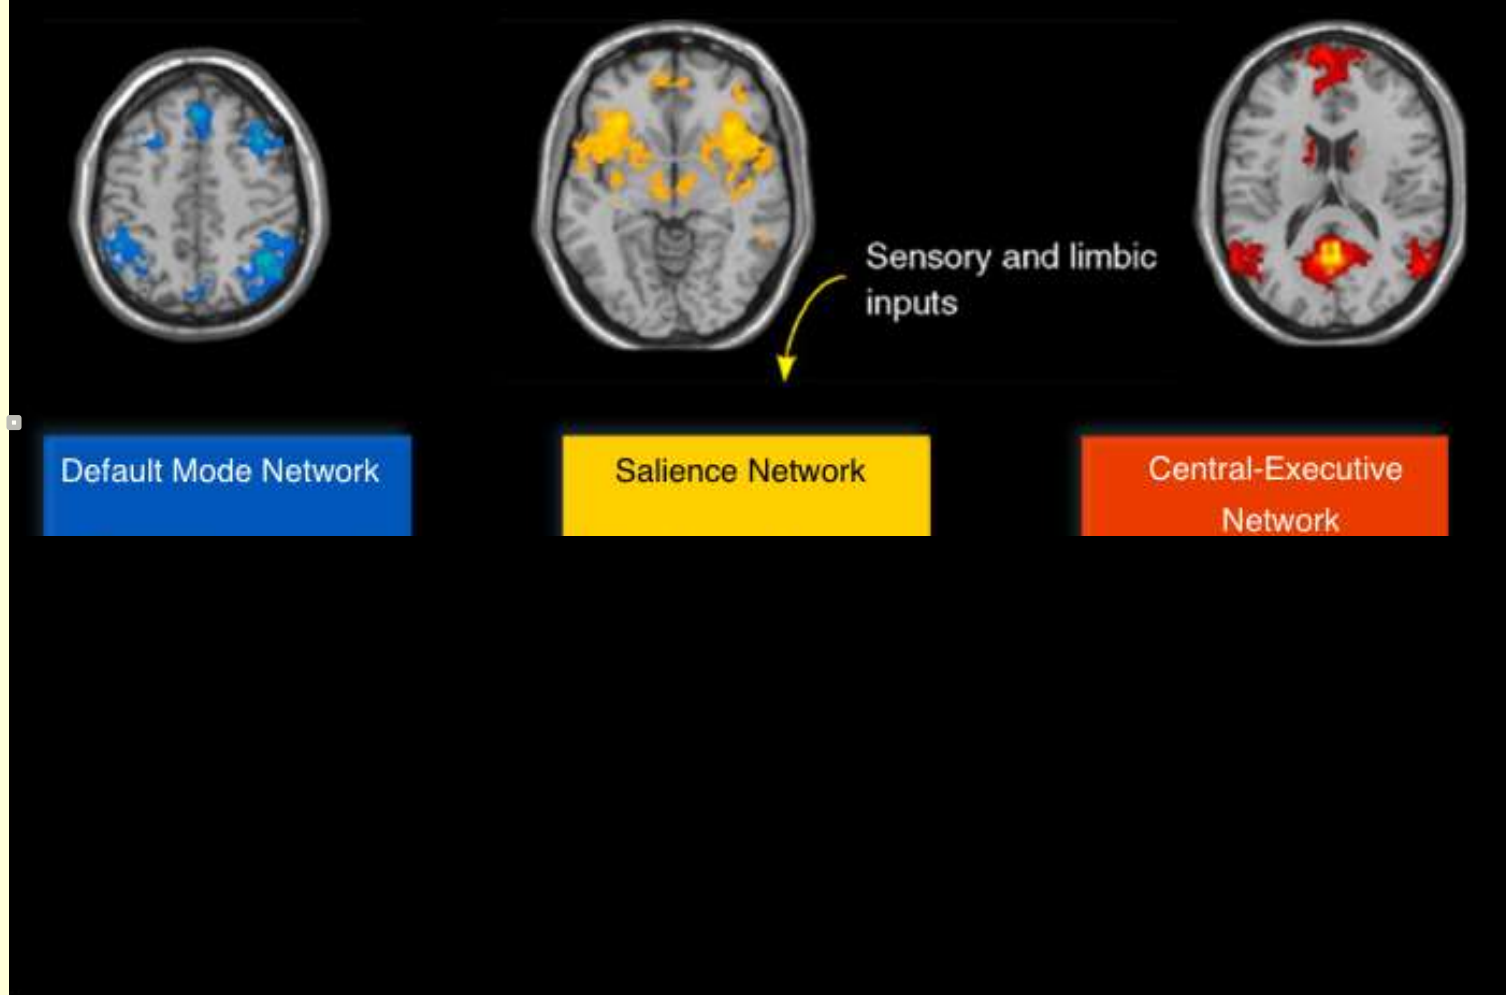 Sensory and limbic
inputs
Default Mode Network
Salience Network
Central-Executive
Network